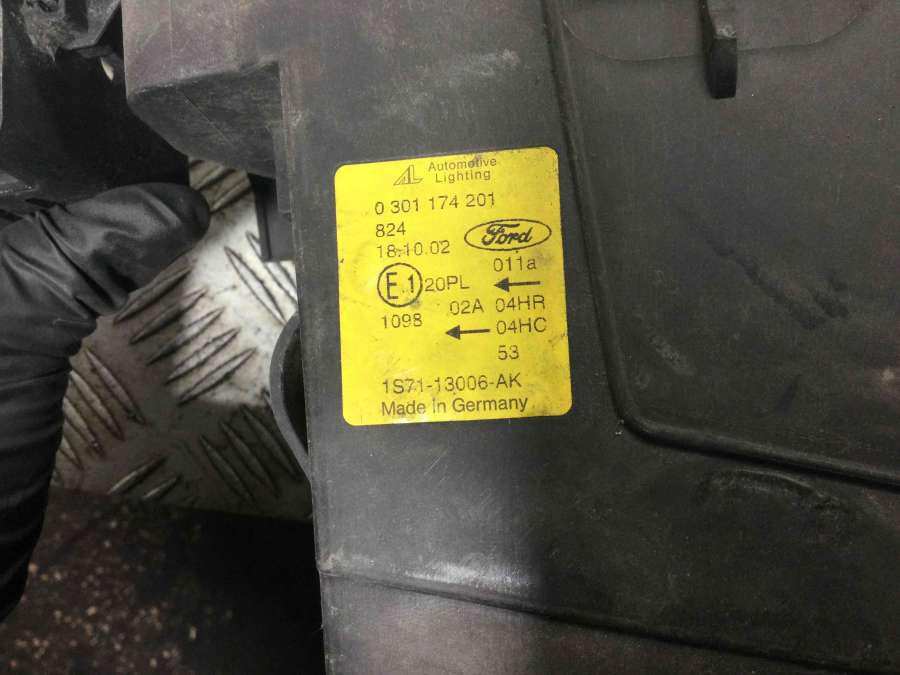 AL Automotive
Lighting
0 301 174 201
824
18.10.02 Ford
011a
E1 20PL ←
02A 04HR
1098 ← 04HC
53
1S71-13006-AK
Made in Germany